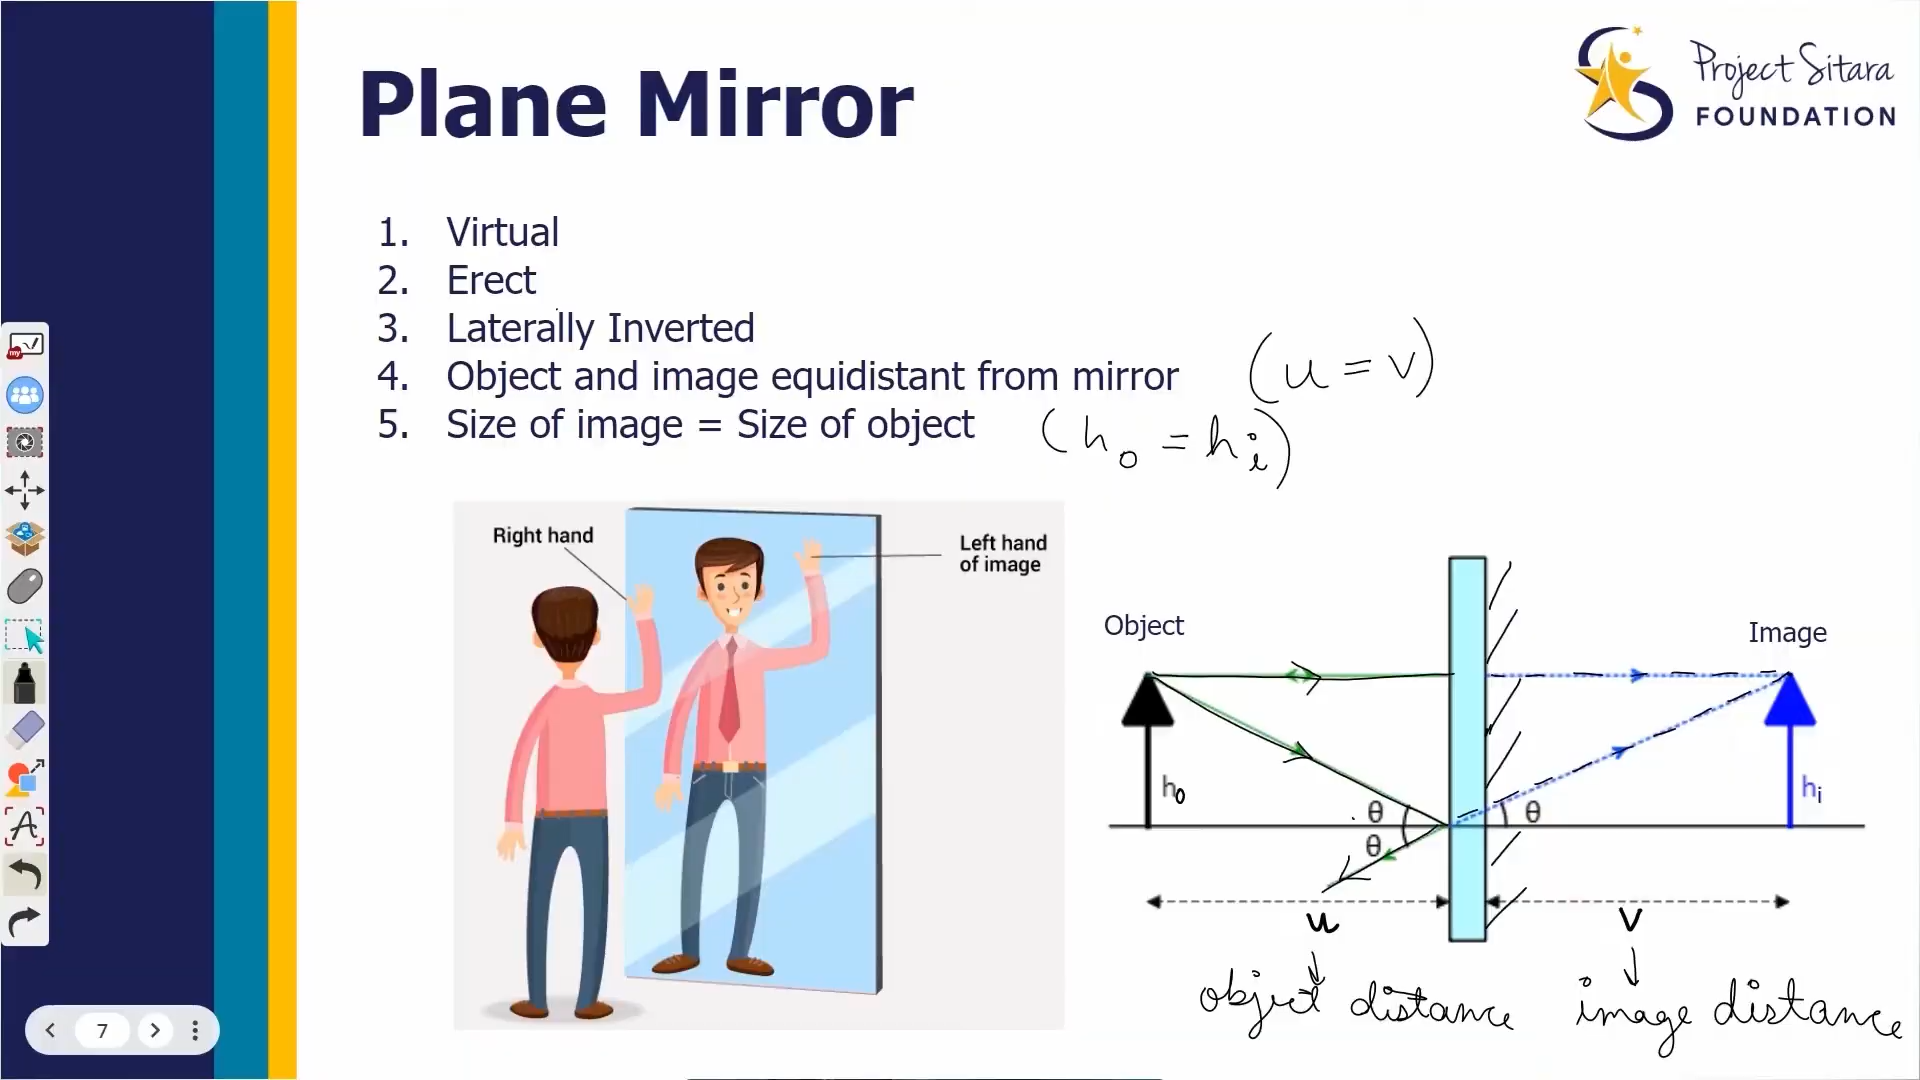 Plane Mirror
Project Sitara
FOUNDATION
1. Virtual
2. Erect
3. Laterally Inverted
4. Object and image equidistant from mirror (u = v)
5. Size of image = Size of object (h₀ = hᵢ)
Right hand
Left hand
of image
Object
Image
h₀
hᵢ
θ
θ
θ
u
v
object distance
image distance
my
A
7